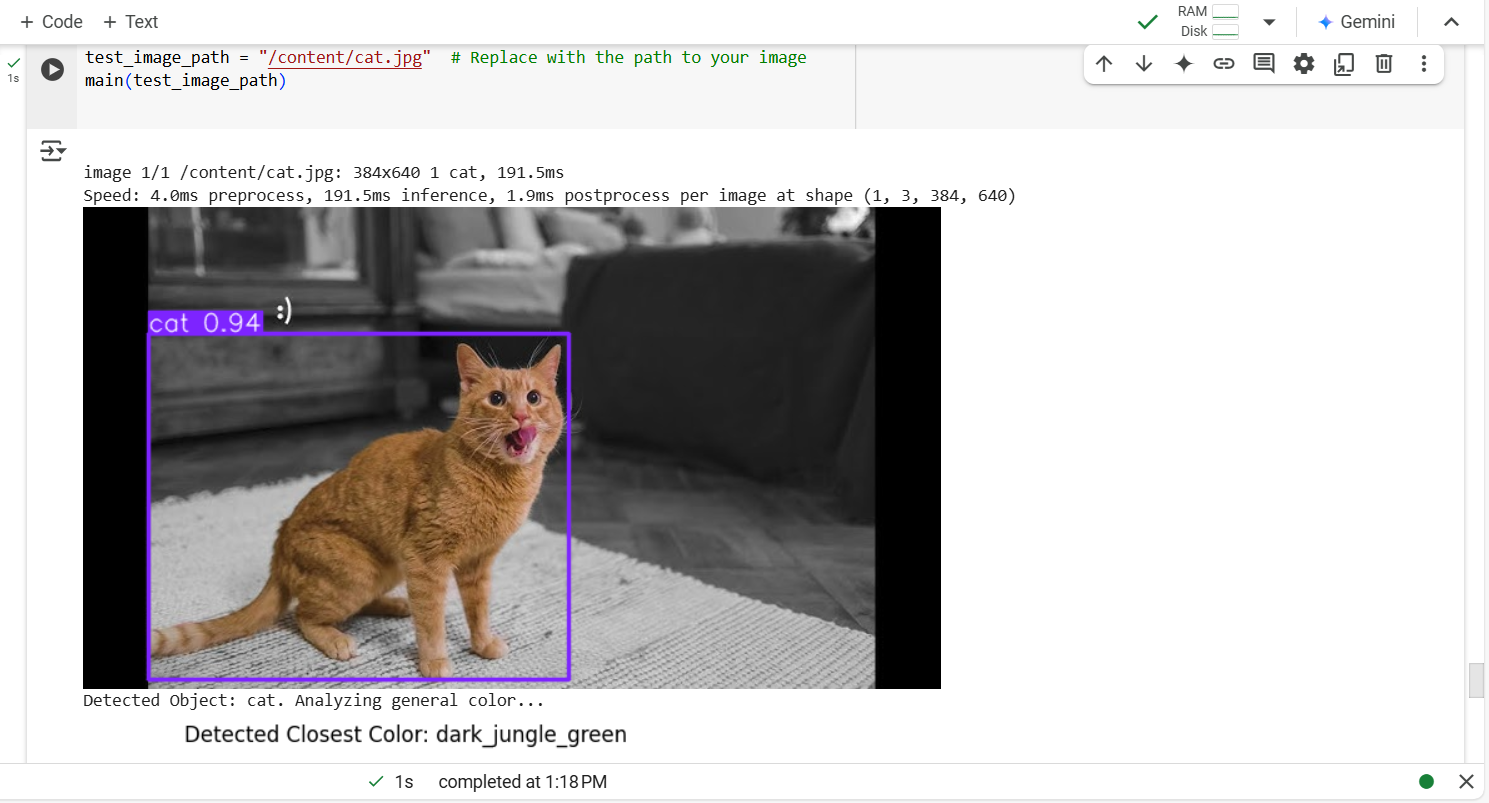 + Code + Text
RAM
Disk
Gemini
1s
test_image_path = "/content/cat.jpg"  # Replace with the path to your image
main(test_image_path)
image 1/1 /content/cat.jpg: 384x640 1 cat, 191.5ms
Speed: 4.0ms preprocess, 191.5ms inference, 1.9ms postprocess per image at shape (1, 3, 384, 640)
cat 0.94 :)
Detected Object: cat. Analyzing general color...
Detected Closest Color: dark_jungle_green
1s completed at 1:18 PM